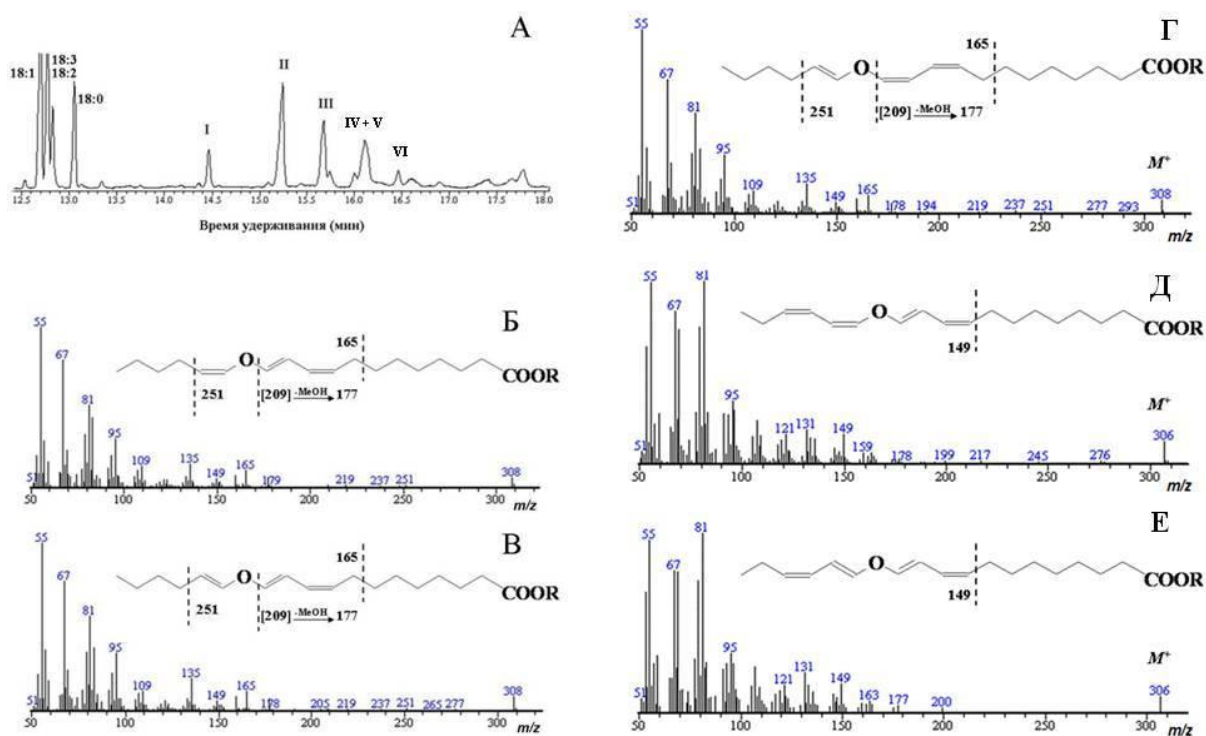 А
18:1
18:3
18:2
18:0
I
II
III
IV + V
VI
12.5 13.0 13.5 14.0 14.5 15.0 15.5 16.0 16.5 17.0 17.5 18.0
Время удерживания (мин)
Б
55
67
81
95
109
135
149
165
109
219
237
251
308
51
165
O
COOR
251
[209] -MeOH 177
50 100 150 200 250 300
m/z
В
55
67
81
95
109
135
149
165
178
205
219
237
251
265
277
308
51
165
O
COOR
251
[209] -MeOH 177
50 100 150 200 250 300
m/z
Г
55
67
81
95
109
135
149
165
178
194
219
237
251
277
293
308
51
165
O
COOR
251
[209] -MeOH 177
M+
50 100 150 200 250 300
m/z
Д
55
67
81
95
121
131
149
159
178
199
217
245
276
306
51
O
COOR
149
M+
50 100 150 200 250 300
m/z
Е
55
67
81
95
121
131
149
163
177
200
306
51
O
COOR
149
M+
50 100 150 200 250 300
m/z